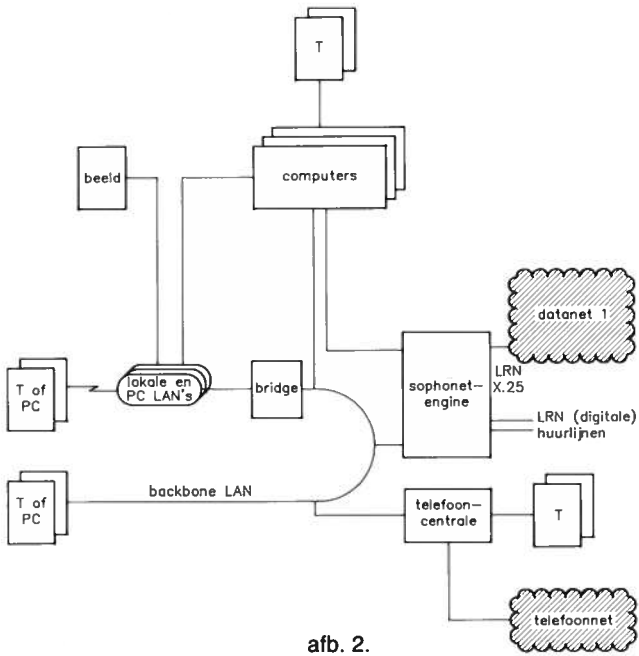 T
computers
beeld
datanet 1
sophonet-
engine
LRN
X.25
lokale en
PC LAN's
bridge
T of
PC
LRN (digitale)
huurlijnen
T of
PC
backbone LAN
telefoon-
centrale
T
telefoonnet
afb. 2.